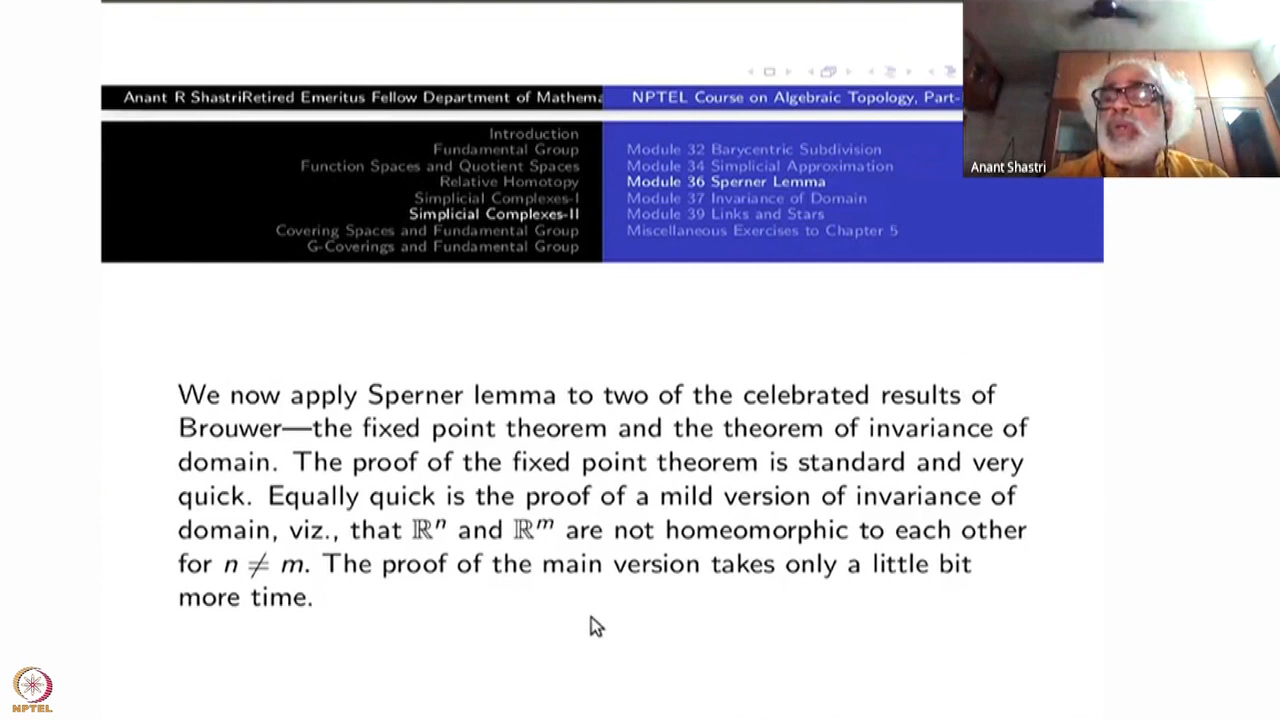 Anant R ShastriRetired Emeritus Fellow Department of Mathema
NPTEL Course on Algebraic Topology, Part-
Introduction
Fundamental Group
Function Spaces and Quotient Spaces
Relative Homotopy
Simplicial Complexes-I
Simplicial Complexes-II
Covering Spaces and Fundamental Group
G-Coverings and Fundamental Group
Module 32 Barycentric Subdivision
Module 34 Simplicial Approximation
Module 36 Sperner Lemma
Module 37 Invariance of Domain
Module 39 Links and Stars
Miscellaneous Exercises to Chapter 5
Anant Shastri
We now apply Sperner lemma to two of the celebrated results of
Brouwer—the fixed point theorem and the theorem of invariance of
domain. The proof of the fixed point theorem is standard and very
quick. Equally quick is the proof of a mild version of invariance of
domain, viz., that ℝⁿ and ℝᵐ are not homeomorphic to each other
for n ≠ m. The proof of the main version takes only a little bit
more time.
NPTEL